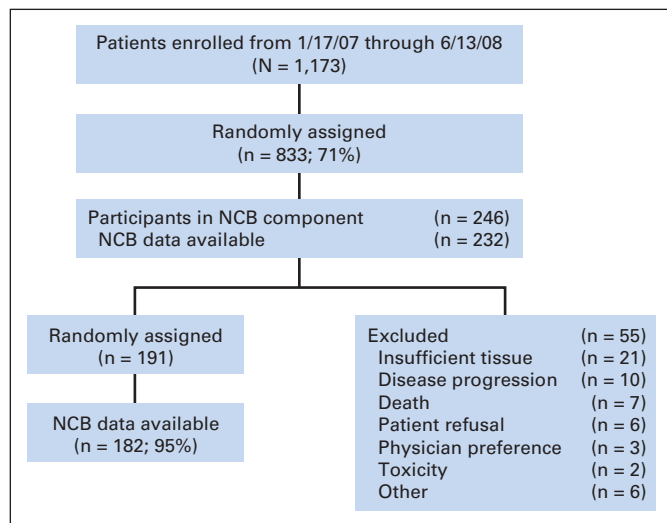 Patients enrolled from 1/17/07 through 6/13/08
(N = 1,173)
Randomly assigned
(n = 833; 71%)
Participants in NCB component (n = 246)
NCB data available (n = 232)
Randomly assigned
(n = 191)
NCB data available
(n = 182; 95%)
Excluded (n = 55)
Insufficient tissue (n = 21)
Disease progression (n = 10)
Death (n = 7)
Patient refusal (n = 6)
Physician preference (n = 3)
Toxicity (n = 2)
Other (n = 6)